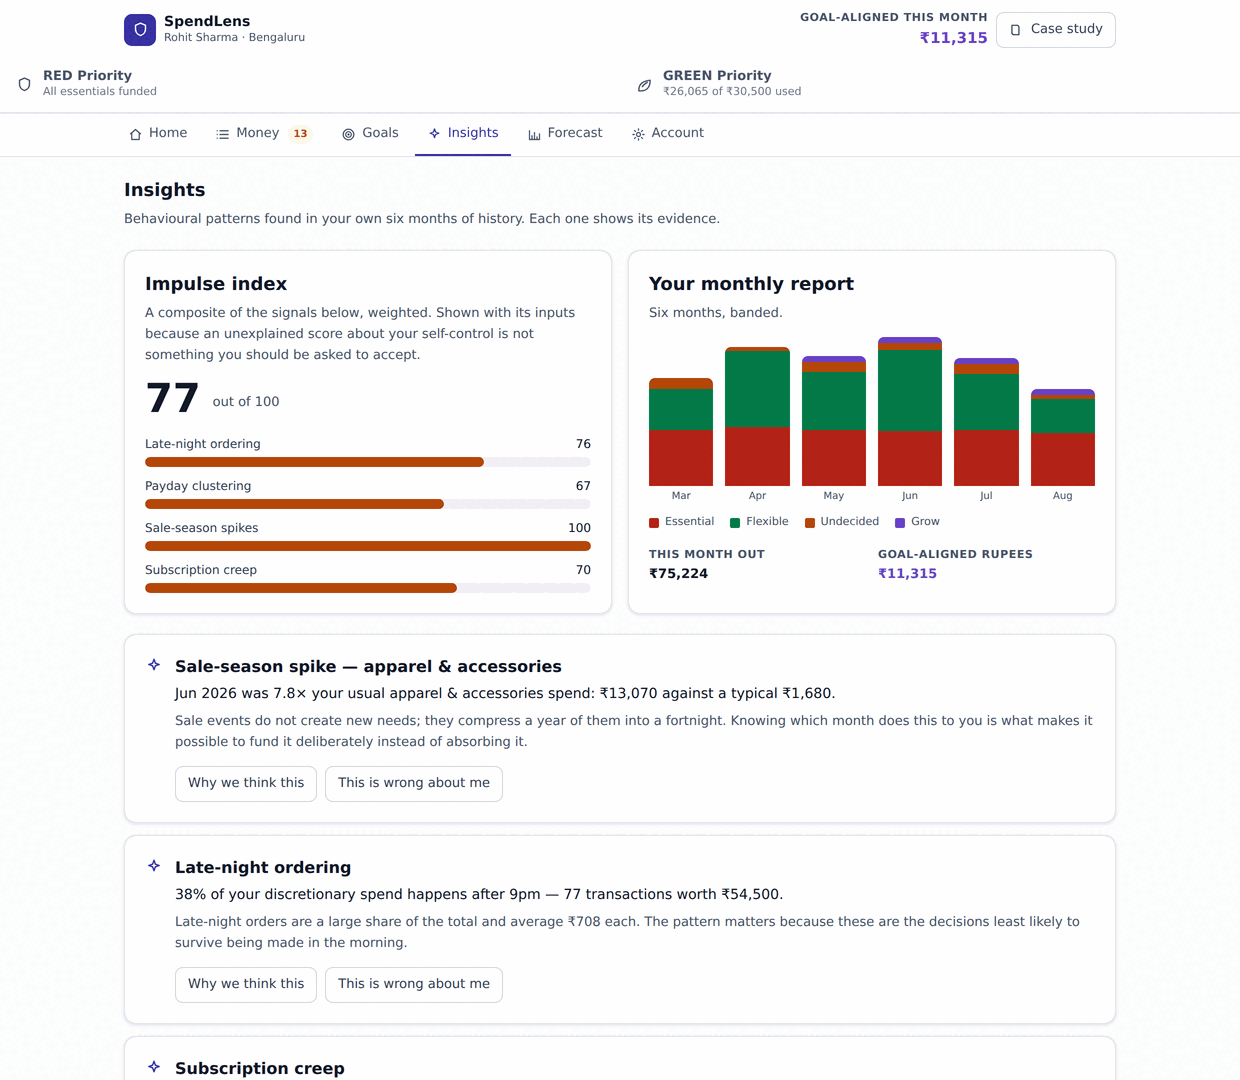 SpendLens
Rohit Sharma · Bengaluru
GOAL-ALIGNED THIS MONTH
₹11,315
Case study
RED Priority
All essentials funded
GREEN Priority
₹26,065 of ₹30,500 used
Home
Money 13
Goals
Insights
Forecast
Account
Insights
Behavioural patterns found in your own six months of history. Each one shows its evidence.
Impulse index
A composite of the signals below, weighted. Shown with its inputs
because an unexplained score about your self-control is not
something you should be asked to accept.
77 out of 100
Late-night ordering 76
Payday clustering 67
Sale-season spikes 100
Subscription creep 70
Your monthly report
Six months, banded.
Mar Apr May Jun Jul Aug
Essential Flexible Undecided Grow
THIS MONTH OUT
₹75,224
GOAL-ALIGNED RUPEES
₹11,315
Sale-season spike — apparel & accessories
Jun 2026 was 7.8× your usual apparel & accessories spend: ₹13,070 against a typical ₹1,680.
Sale events do not create new needs; they compress a year of them into a fortnight. Knowing which month does this to you is what makes it
possible to fund it deliberately instead of absorbing it.
Why we think this
This is wrong about me
Late-night ordering
38% of your discretionary spend happens after 9pm — 77 transactions worth ₹54,500.
Late-night orders are a large share of the total and average ₹708 each. The pattern matters because these are the decisions least likely to
survive being made in the morning.
Why we think this
This is wrong about me
Subscription creep